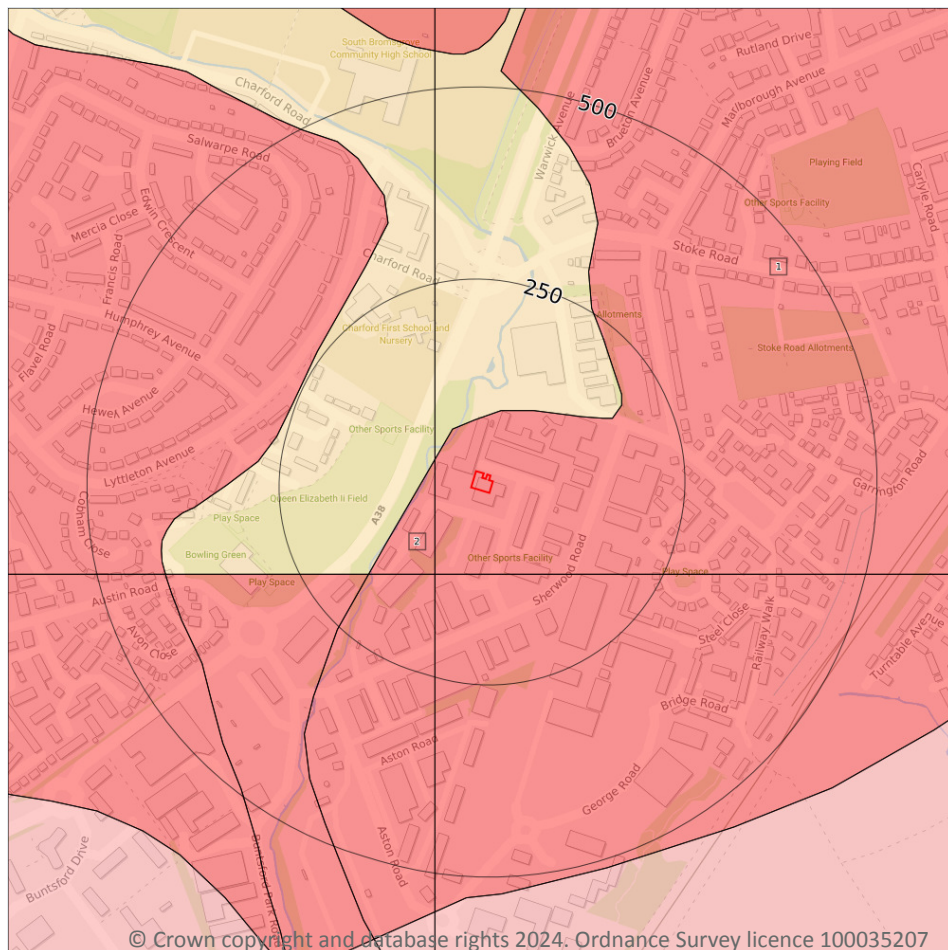 South Bromsgrove
Community High School
Rutland Drive
Marlborough Avenue
500
Charford Road
Warwick Avenue
Brueton Avenue
Salwarpe Road
Playing Field
Carlyle Road
Mercia Close
Edwin Crescent
Other Sports Facility
Francis Road
Charford Road
Stoke Road
1
250
Humphrey Avenue
Charford First School and
Nursery
Allotments
Flavel Road
Stoke Road Allotments
Hewell Avenue
Other Sports Facility
Lyttleton Avenue
Garrington Road
Queen Elizabeth II Field
Cobham Close
Play Space
A38
Bowling Green
2
Other Sports Facility
Sherwood Road
Play Space
Play Space
Austin Road
Avon Close
Steel Close
Railway Walk
Turntable Avenue
Bridge Road
Aston Road
George Road
Aston Road
Buntsford Drive
© Crown copyright and database rights 2024. Ordnance Survey licence 100035207